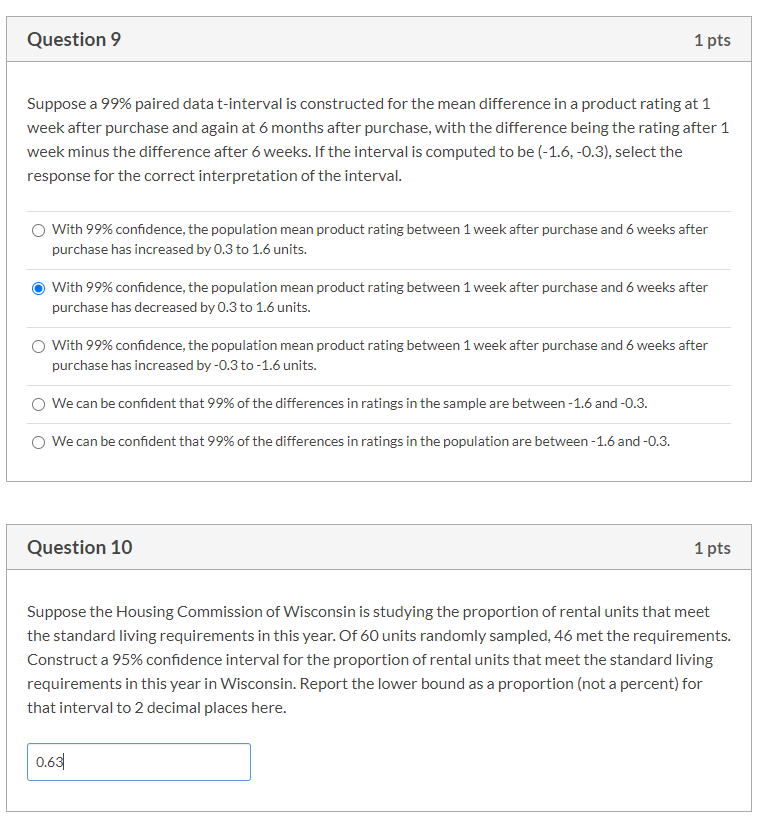 Question 9
1 pts
Suppose a 99% paired data t-interval is constructed for the mean difference in a product rating at 1
week after purchase and again at 6 months after purchase, with the difference being the rating after 1
week minus the difference after 6 weeks. If the interval is computed to be (-1.6, -0.3), select the
response for the correct interpretation of the interval.
With 99% confidence, the population mean product rating between 1 week after purchase and 6 weeks after
purchase has increased by 0.3 to 1.6 units.
With 99% confidence, the population mean product rating between 1 week after purchase and 6 weeks after
purchase has decreased by 0.3 to 1.6 units.
With 99% confidence, the population mean product rating between 1 week after purchase and 6 weeks after
purchase has increased by -0.3 to -1.6 units.
We can be confident that 99% of the differences in ratings in the sample are between -1.6 and -0.3.
We can be confident that 99% of the differences in ratings in the population are between -1.6 and -0.3.
Question 10
1 pts
Suppose the Housing Commission of Wisconsin is studying the proportion of rental units that meet
the standard living requirements in this year. Of 60 units randomly sampled, 46 met the requirements.
Construct a 95% confidence interval for the proportion of rental units that meet the standard living
requirements in this year in Wisconsin. Report the lower bound as a proportion (not a percent) for
that interval to 2 decimal places here.
0.63